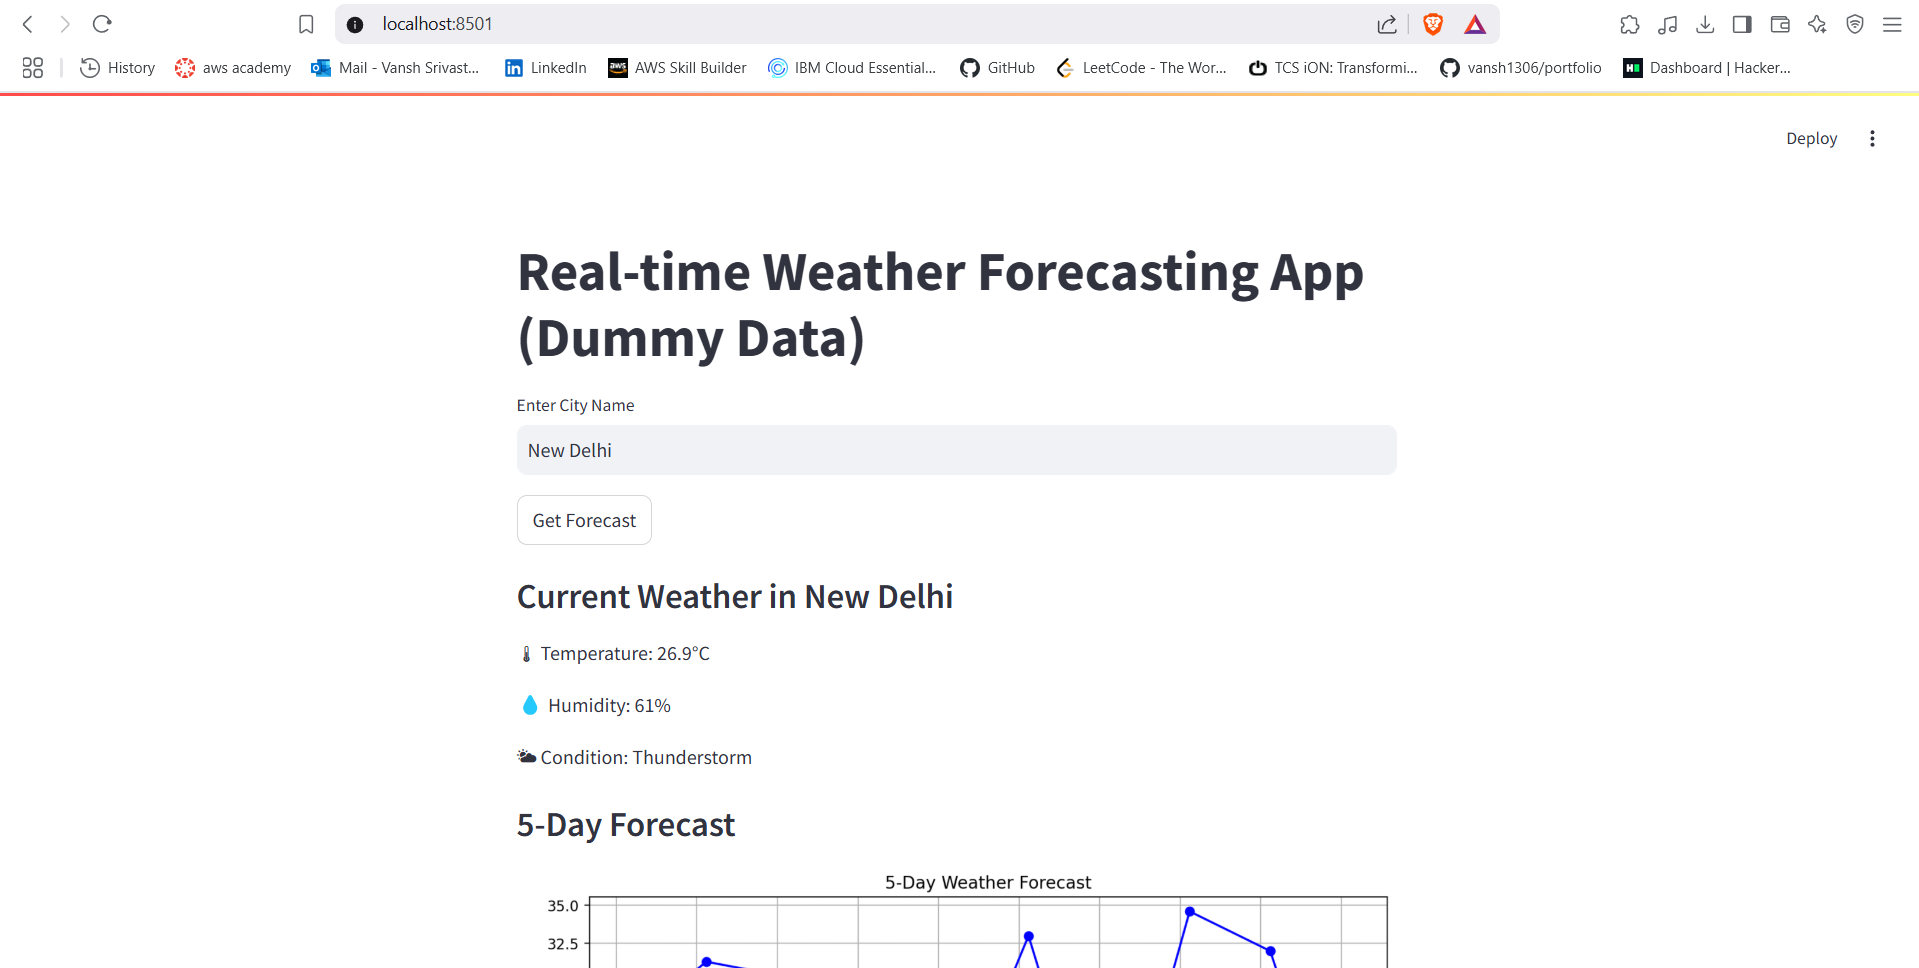 localhost:8501
History
aws academy
Mail - Vansh Srivast...
LinkedIn
aws
AWS Skill Builder
IBM Cloud Essential...
GitHub
LeetCode - The Wor...
TCS iON: Transformi...
vansh1306/portfolio
Dashboard | Hacker...
Deploy
Real-time Weather Forecasting App
(Dummy Data)
Enter City Name
New Delhi
Get Forecast
Current Weather in New Delhi
Temperature: 26.9°C
Humidity: 61%
Condition: Thunderstorm
5-Day Forecast
5-Day Weather Forecast
35.0
32.5